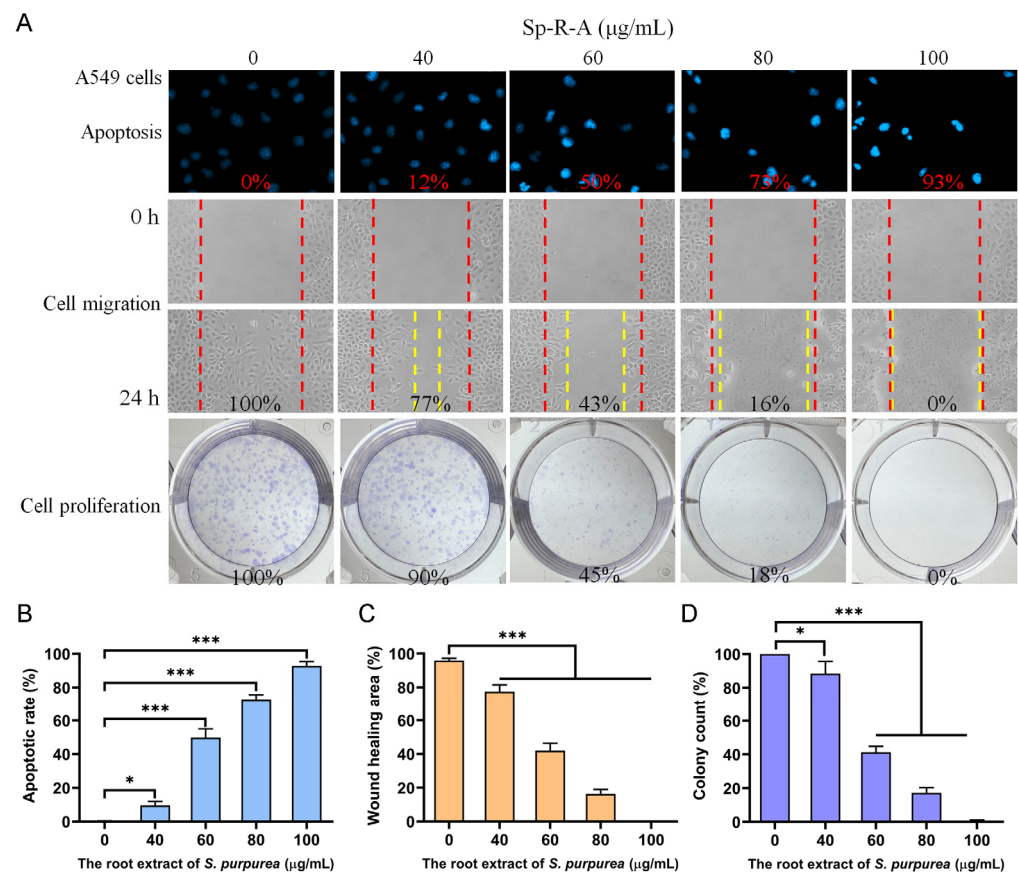 A
Sp-R-A (μg/mL)
0 40 60 80 100
A549 cells
Apoptosis
0% 12% 50% 73% 93%
0 h
Cell migration
24 h
100% 77% 43% 16% 0%
Cell proliferation
100% 90% 45% 18% 0%
B
***
***
***
*
Apoptotic rate (%)
100
80
60
40
20
0
0 40 60 80 100
The root extract of S. purpurea (μg/mL)
C
***
Wound healing area (%)
100
80
60
40
20
0
0 40 60 80 100
The root extract of S. purpurea (μg/mL)
D
***
*
Colony count (%)
100
80
60
40
20
0
0 40 60 80 100
The root extract of S. purpurea (μg/mL)